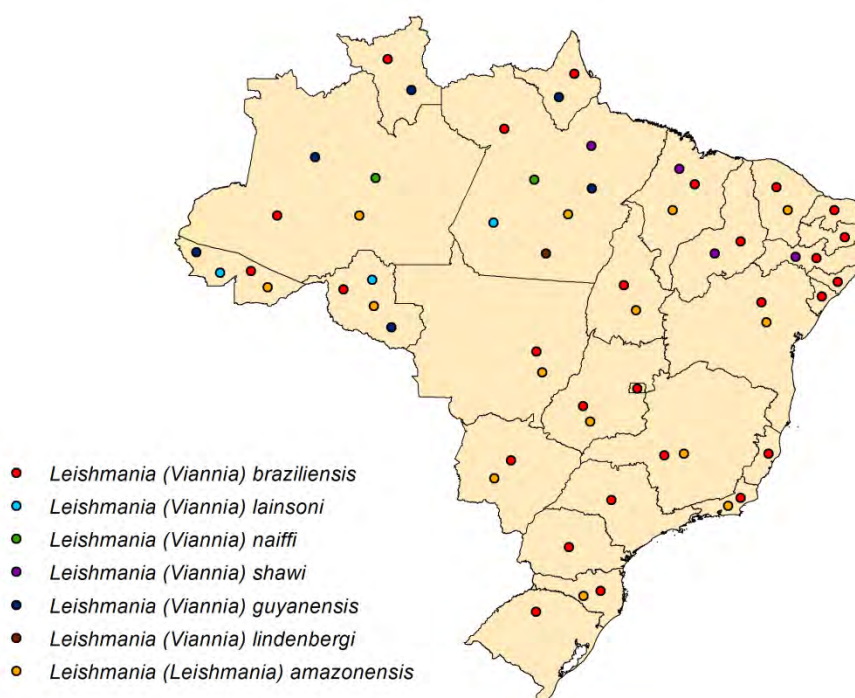 Leishmania (Viannia) braziliensis
Leishmania (Viannia) lainsoni
Leishmania (Viannia) naiffi
Leishmania (Viannia) shawi
Leishmania (Viannia) guyanensis
Leishmania (Viannia) lindenbergi
Leishmania (Leishmania) amazonensis